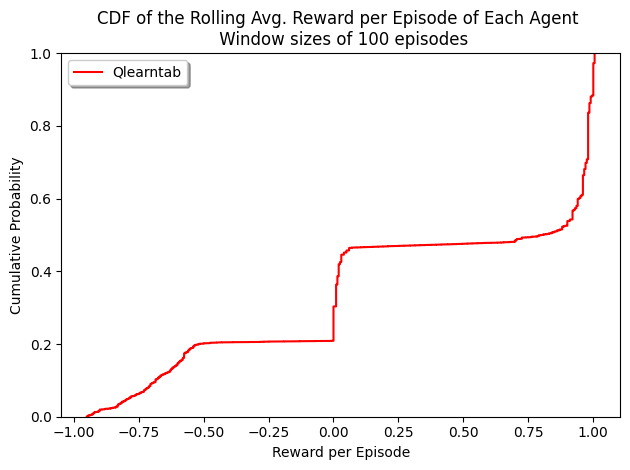 CDF of the Rolling Avg. Reward per Episode of Each Agent
Window sizes of 100 episodes
Qlearntab
1.0
0.8
0.6
0.4
0.2
0.0
Cumulative Probability
−1.00 −0.75 −0.50 −0.25 0.00 0.25 0.50 0.75 1.00
Reward per Episode